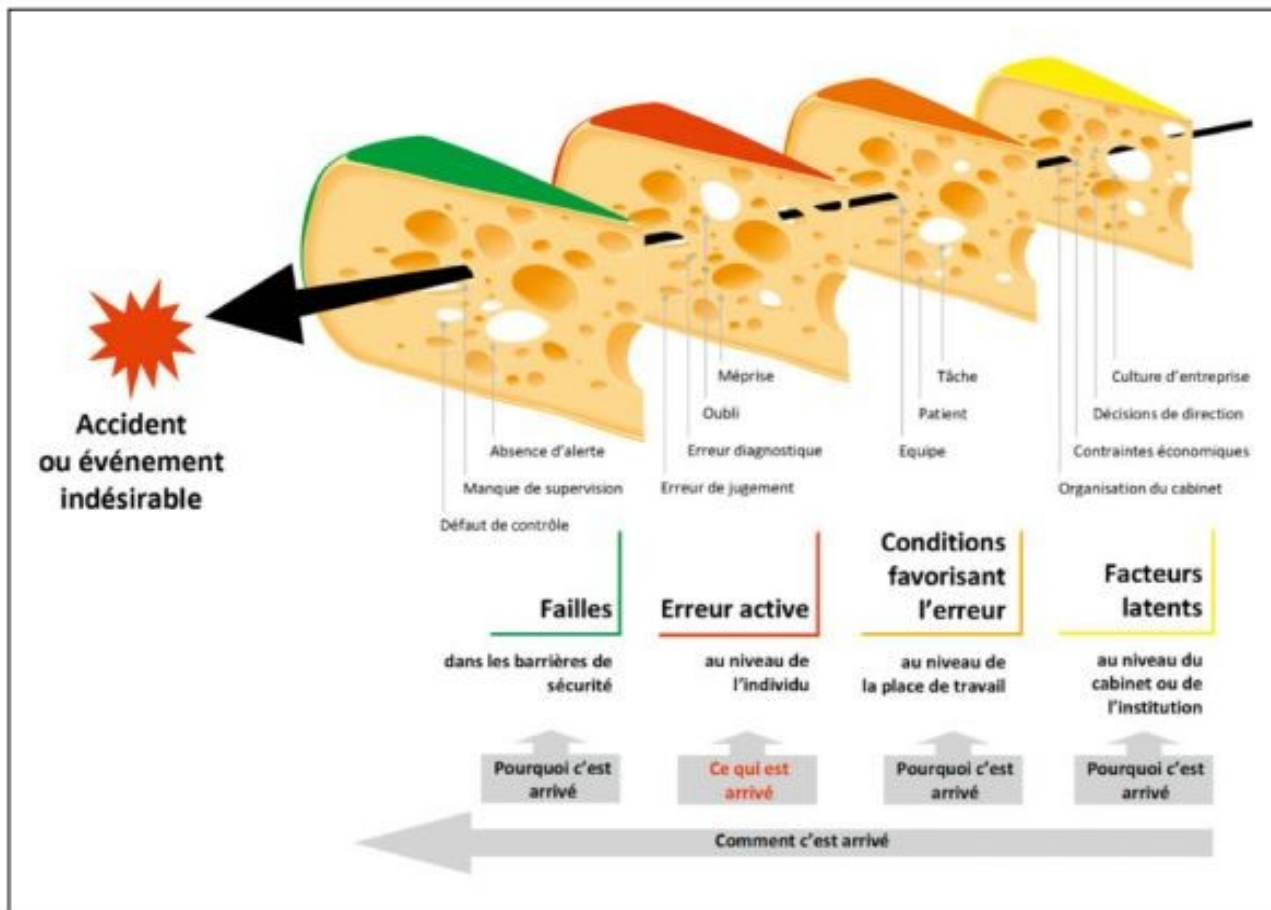 Accident
ou événement
indésirable
Absence d'alerte
Manque de supervision
Défaut de contrôle
Méprise
Oubli
Erreur diagnostique
Erreur de jugement
Tâche
Patient
Equipe
Culture d'entreprise
Décisions de direction
Contraintes économiques
Organisation du cabinet
Failles
dans les barrières de
sécurité
Erreur active
au niveau de
l'individu
Conditions
favorisant
l'erreur
au niveau de
la place de travail
Facteurs
latents
au niveau du
cabinet ou de
l'institution
Pourquoi c'est
arrivé
Ce qui est
arrivé
Pourquoi c'est
arrivé
Pourquoi c'est
arrivé
Comment c'est arrivé